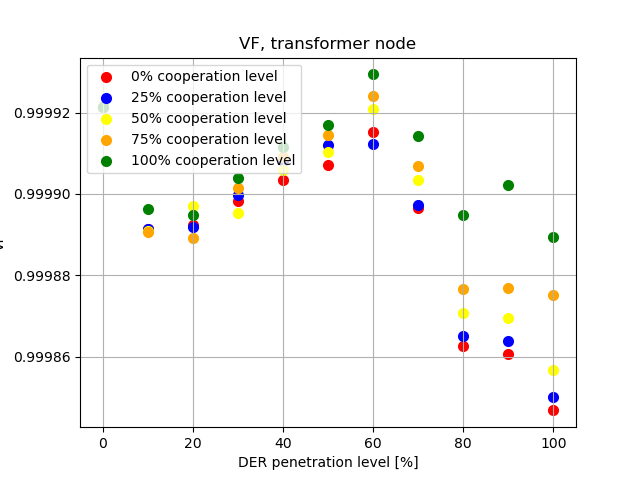 VF, transformer node
0% cooperation level
25% cooperation level
50% cooperation level
75% cooperation level
100% cooperation level
0.99992
0.99990
0.99988
0.99986
0 20 40 60 80 100
DER penetration level [%]